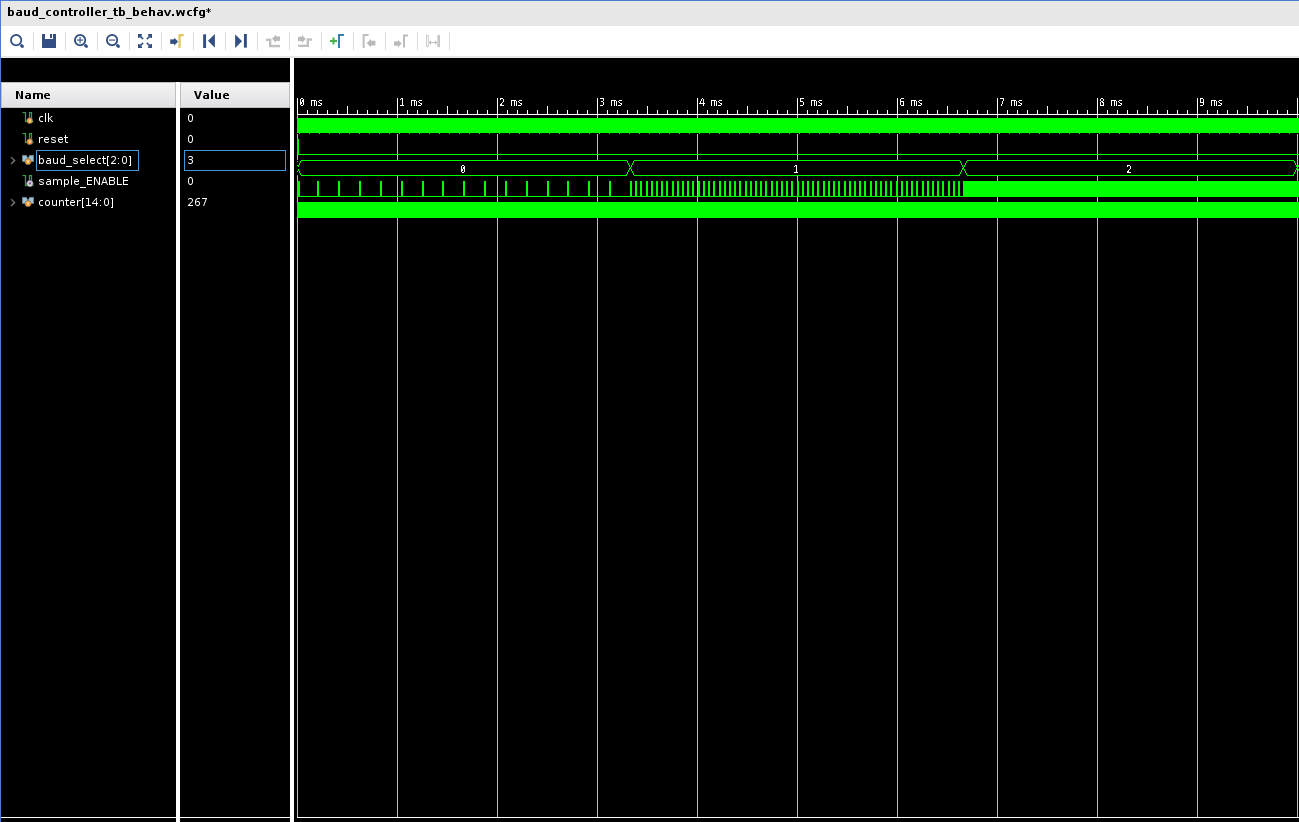 baud_controller_tb_behav.wcfg*
Name Value
0 ms 1 ms 2 ms 3 ms 4 ms 5 ms 6 ms 7 ms 8 ms 9 ms
clk 0
reset 0
baud_select[2:0] 3 0 1 2
sample_ENABLE 0
counter[14:0] 267